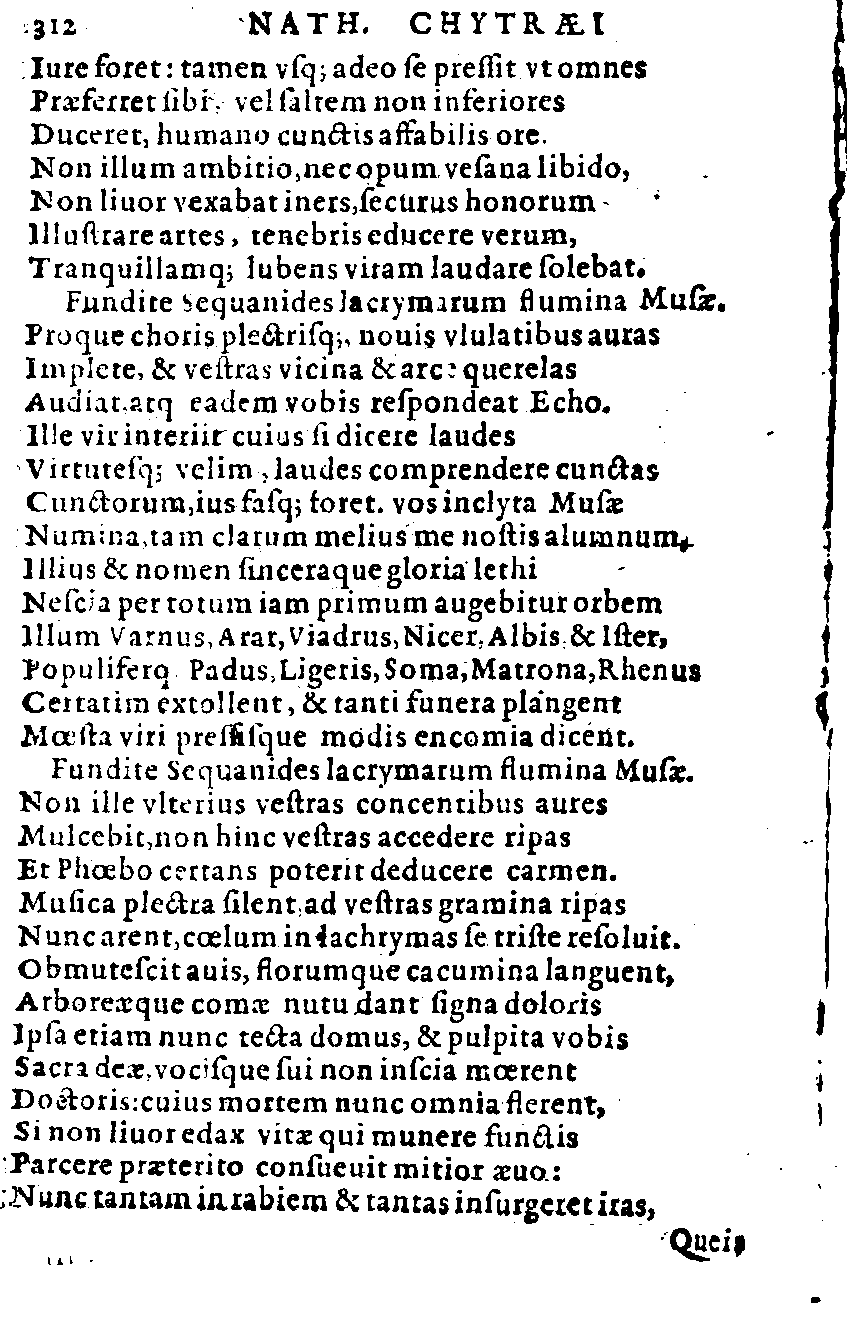 312 NATH. CHYTRÆI
Iure foret: tamen vſq; adeo ſe preſſit vt omnes
Præferret ſibi, vel ſaltem non inferiores
Duceret, humano cunctis affabilis ore.
Non illum ambitio, nec opum veſana libido,
Non liuor vexabat iners, ſecurus honorum
Illuſtrare artes, tenebris educere verum,
Tranquillamq; lubens vitam laudare ſolebat.
Fundite Sequanides lacrymarum flumina Muſæ.
Proque choris plectriſq;, nouis vlulatibus auras
Implete, & veſtras vicina & arce querelas
Audiat, atq eadem vobis reſpondeat Echo.
Ille vir interiit cuius ſi dicere laudes
Virtuteſq; velim, laudes comprendere cunctas
Cunctorum, ius faſq; foret. vos inclyta Muſæ
Numina, tam clarum melius me noſtis alumnum,
Illius & nomen ſinceraque gloria lethi
Neſcia per totum iam primum augebitur orbem
Illum Varnus, Arar, Viadrus, Nicer, Albis & Iſter,
Populiferq Padus, Ligeris, Soma, Matrona, Rhenus
Certatim extollent, & tanti funera plangent
Mœſta viri preſſiſque modis encomia dicent.
Fundite Sequanides lacrymarum flumina Muſæ.
Non ille vlterius veſtras concentibus aures
Mulcebit, non hinc veſtras accedere ripas
Et Phœbo certans poterit deducere carmen.
Muſica plectra ſilent, ad veſtras gramina ripas
Nunc arent, cœlum in lachrymas ſe triſte reſoluit.
Obmuteſcit auis, florumque cacumina languent,
Arboreæque comæ nutu dant ſigna doloris
Ipſa etiam nunc tecta domus, & pulpita vobis
Sacra deæ, vociſque ſui non inſcia mœrent
Doctoris: cuius mortem nunc omnia flerent,
Si non liuor edax vitæ qui munere functis
Parcere præterito conſueuit mitior æuo:
Nunc tantam in rabiem & tantas inſurgeret iras,
Queis